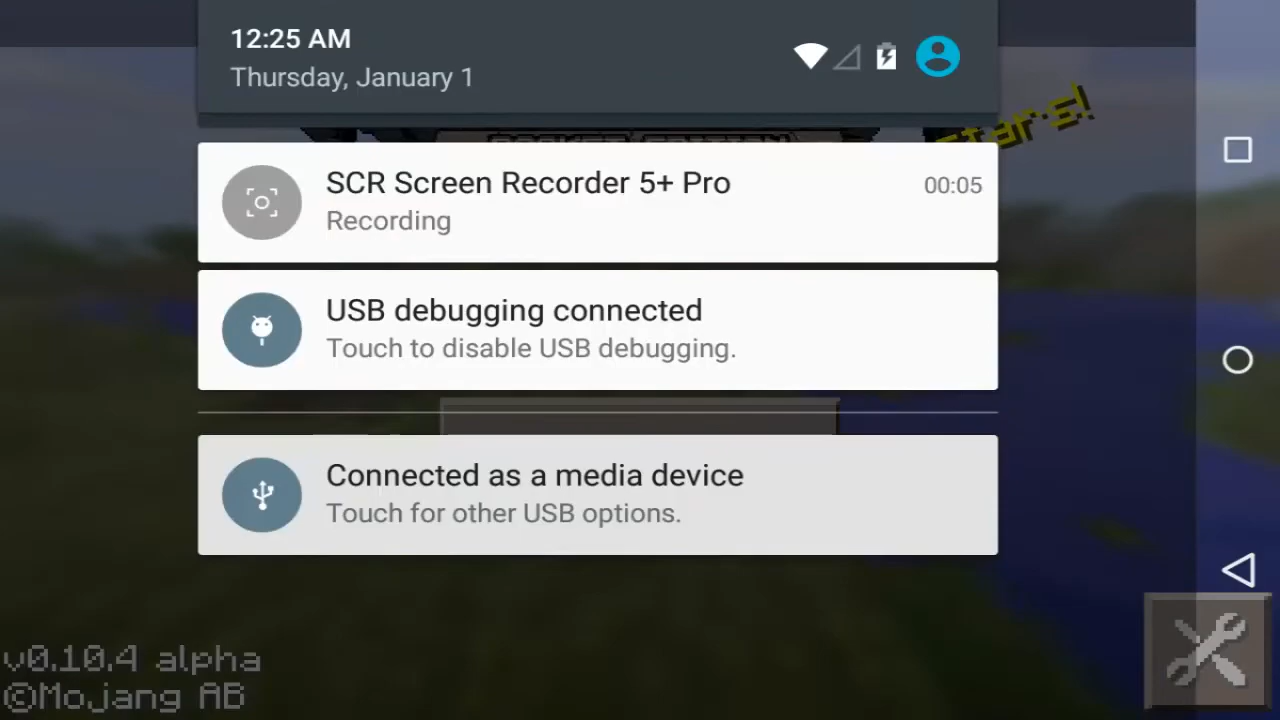 12:25 AM
Thursday, January 1
stars!
SCR Screen Recorder 5+ Pro
00:05
Recording
USB debugging connected
Touch to disable USB debugging.
Connected as a media device
Touch for other USB options.
v0.10.4 alpha
©Mojang AB